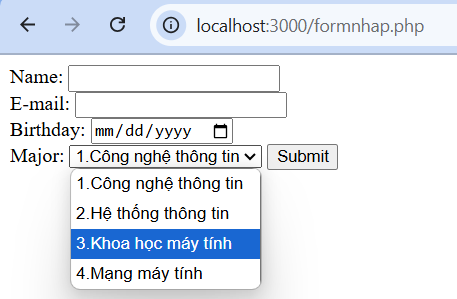 localhost:3000/formnhap.php
Name:
E-mail:
Birthday: mm/dd/yyyy
Major: 1.Công nghệ thông tin Submit
1.Công nghệ thông tin
2.Hệ thống thông tin
3.Khoa học máy tính
4.Mạng máy tính